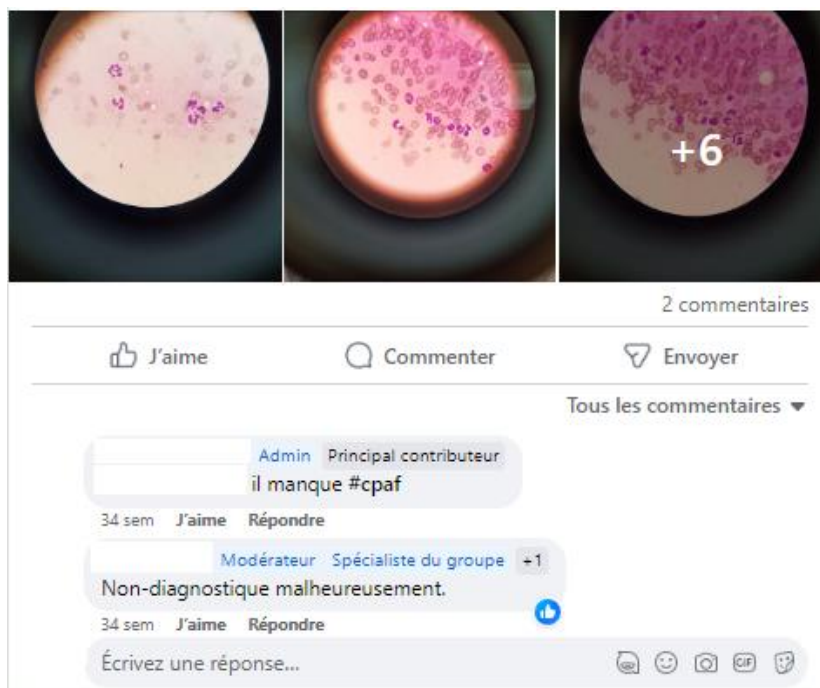 +6
2 commentaires
J'aime Commenter Envoyer
Tous les commentaires
Admin Principal contributeur
il manque #cpaf
34 sem J'aime Répondre
Modérateur Spécialiste du groupe +1
Non-diagnostique malheureusement.
34 sem J'aime Répondre
Écrivez une réponse...
GIF